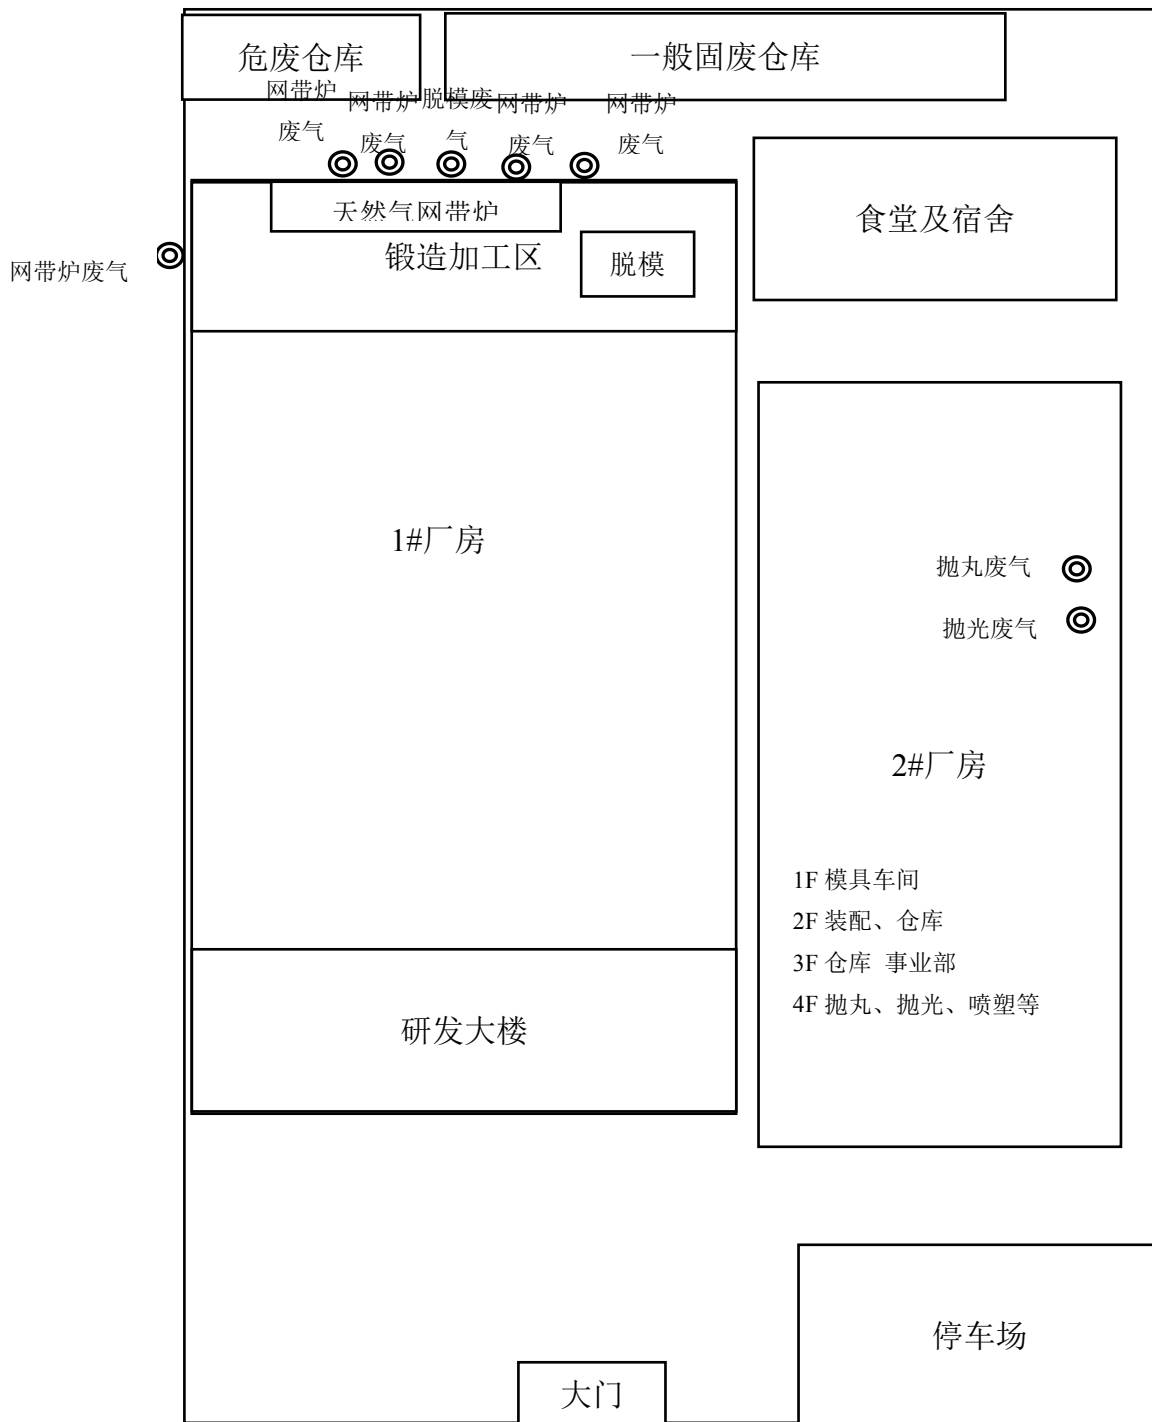 危废仓库
一般固废仓库
网带炉
废气
网带炉
废气
脱模废
气
网带炉
废气
网带炉
废气
天然气网带炉
锻造加工区
脱模
食堂及宿舍
网带炉废气
1#厂房
抛丸废气
抛光废气
2#厂房
1F 模具车间
2F 装配、仓库
3F 仓库 事业部
4F 抛丸、抛光、喷塑等
研发大楼
停车场
大门